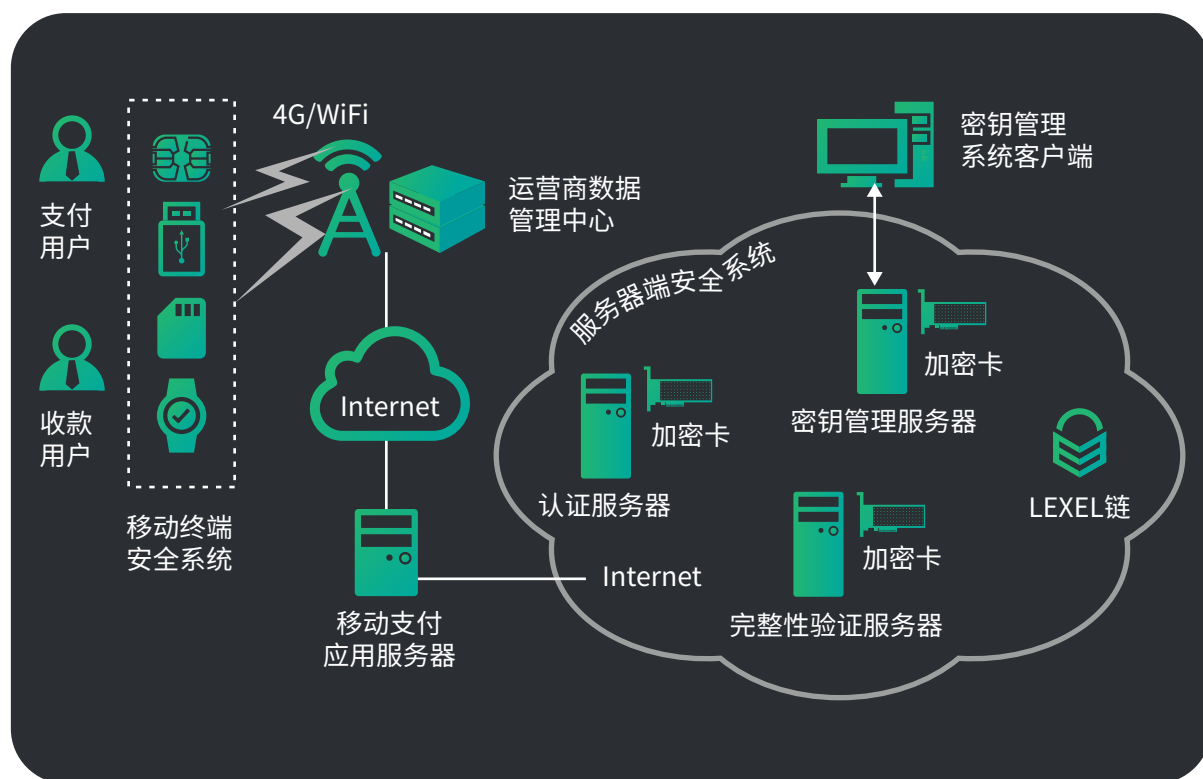 4G/WiFi
支付
用户
收款
用户
移动终端
安全系统
运营商数据
管理中心
Internet
移动支付
应用服务器
Internet
密钥管理
系统客户端
服务器端安全系统
加密卡
密钥管理服务器
加密卡
认证服务器
加密卡
完整性验证服务器
LEXEL链